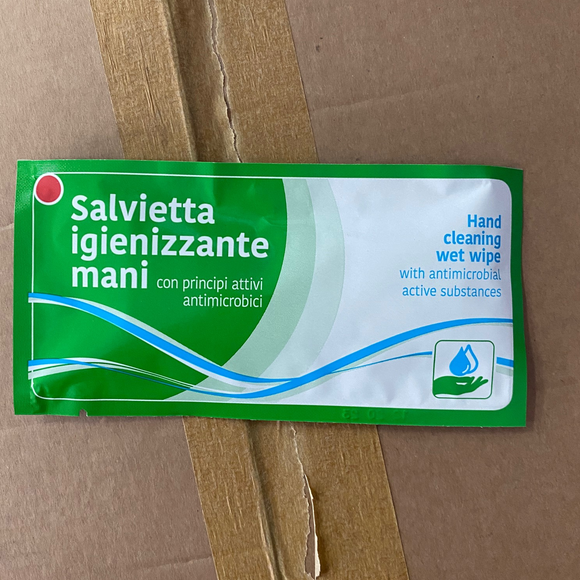 Salvietta
igienizzante
mani con principi attivi
antimicrobici
Hand
cleaning
wet wipe
with antimicrobial
active substances